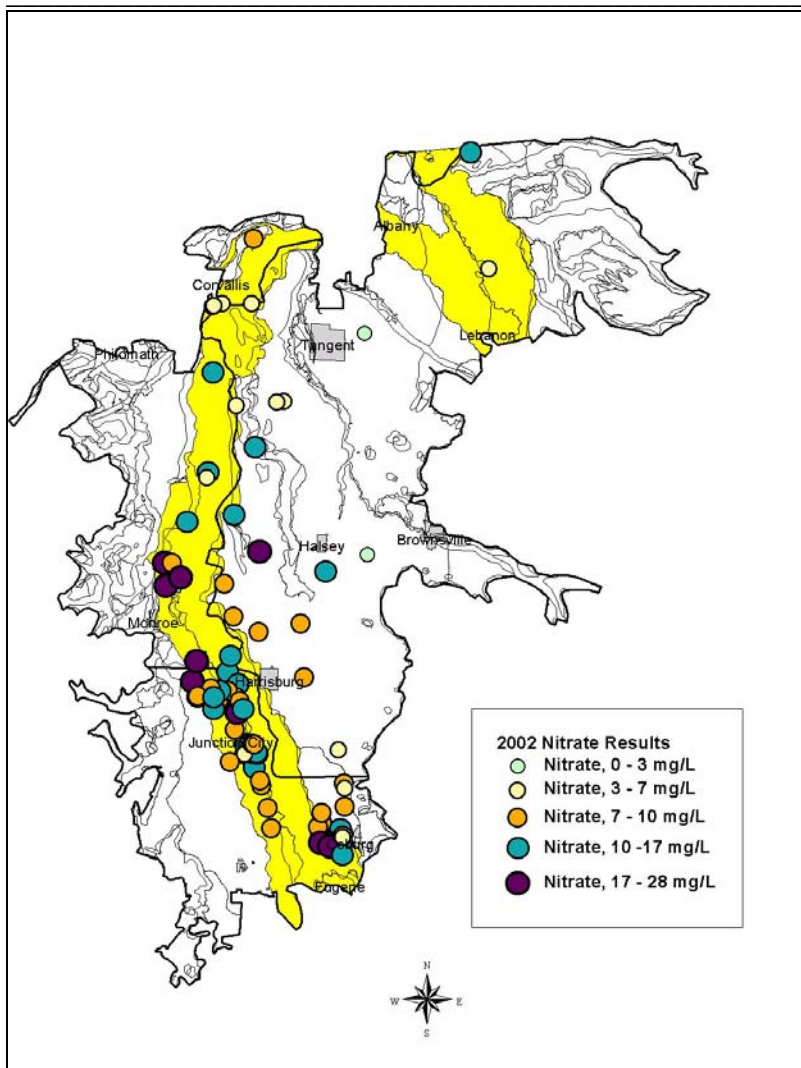 Albany
Corvallis
Tangent
Lebanon
Philomath
Halsey
Brownsville
Monroe
Harrisburg
Junction City
Eugene
2002 Nitrate Results
Nitrate, 0 - 3 mg/L
Nitrate, 3 - 7 mg/L
Nitrate, 7 - 10 mg/L
Nitrate, 10 -17 mg/L
Nitrate, 17 - 28 mg/L
N
W E
S